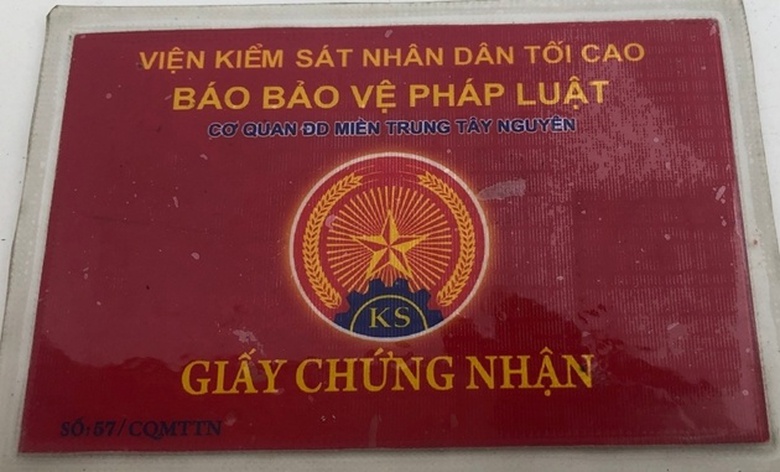 VIỆN KIỂM SÁT NHÂN DÂN TỐI CAO
BÁO BẢO VỆ PHÁP LUẬT
CƠ QUAN ĐD MIỀN TRUNG TÂY NGUYÊN
KS
GIẤY CHỨNG NHẬN
SỐ: 57/CQMTTN